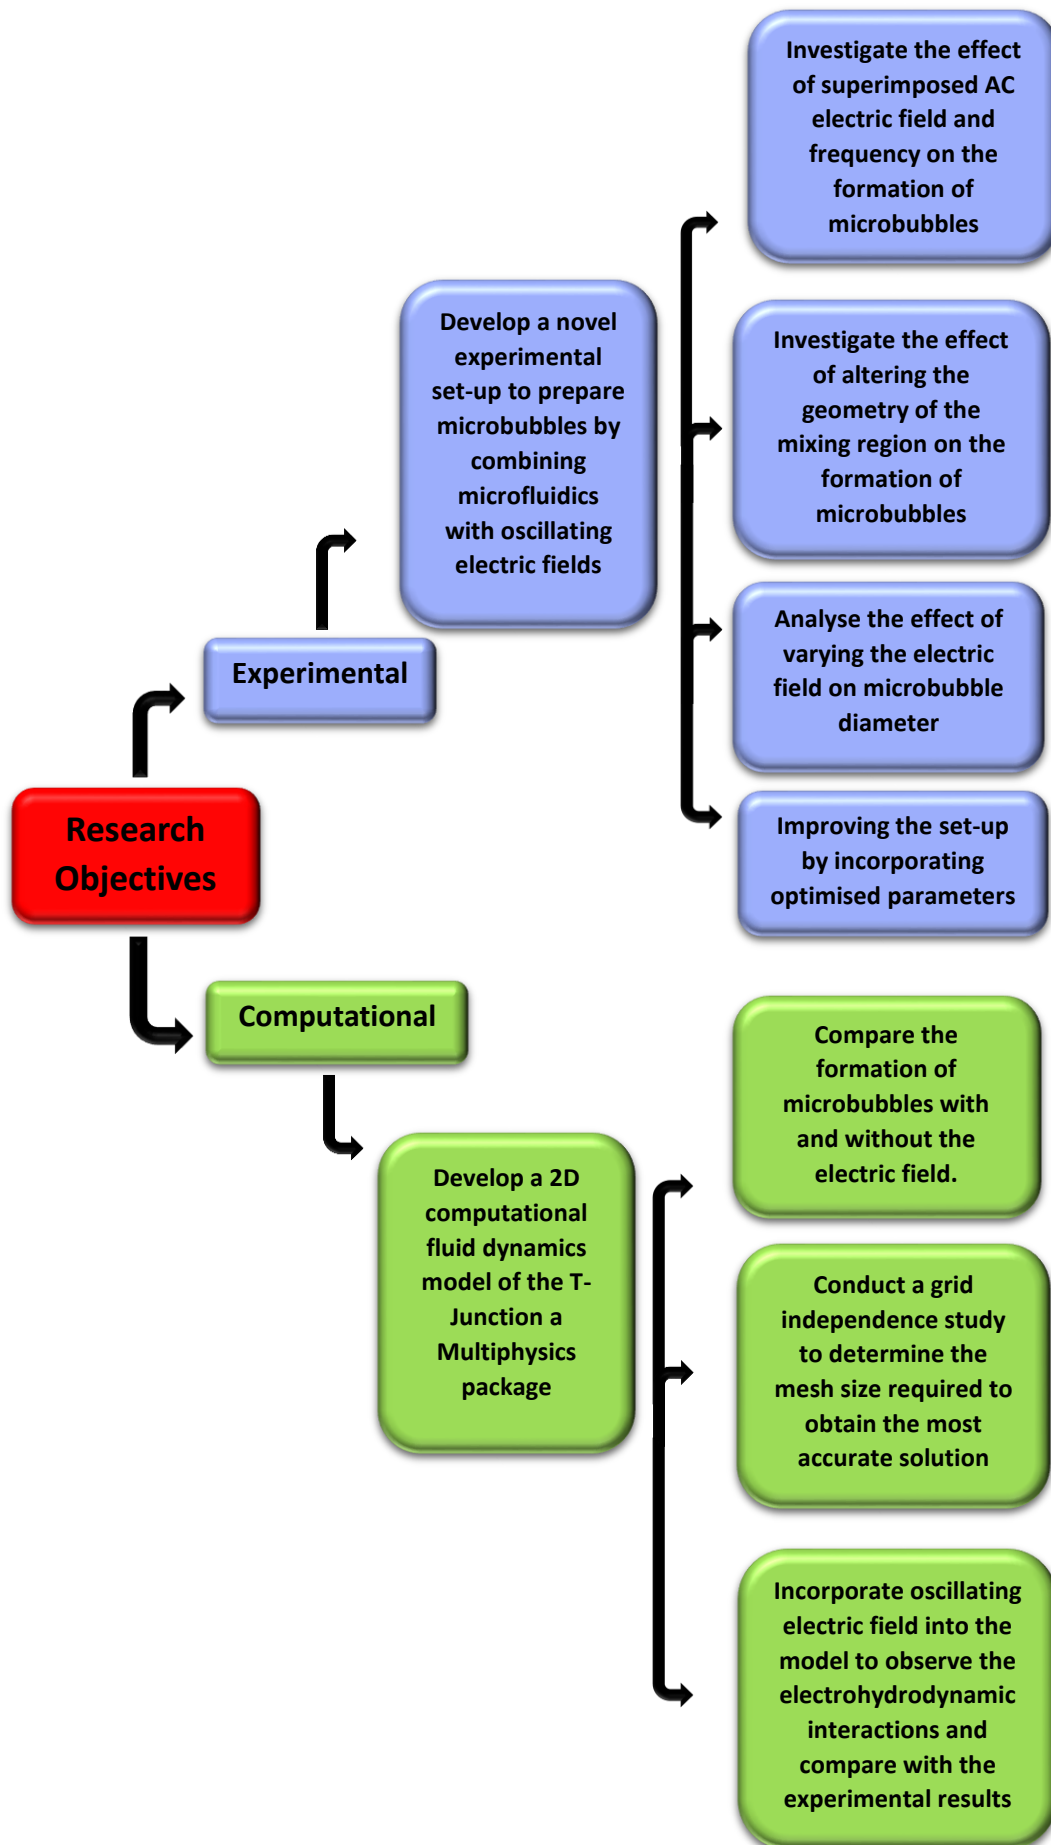 Research
Objectives
Experimental
Develop a novel
experimental
set-up to prepare
microbubbles by
combining
microfluidics
with oscillating
electric fields
Investigate the effect
of superimposed AC
electric field and
frequency on the
formation of
microbubbles
Investigate the effect
of altering the
geometry of the
mixing region on the
formation of
microbubbles
Analyse the effect of
varying the electric
field on microbubble
diameter
Improving the set-up
by incorporating
optimised parameters
Computational
Develop a 2D
computational
fluid dynamics
model of the T-
Junction a
Multiphysics
package
Compare the
formation of
microbubbles with
and without the
electric field.
Conduct a grid
independence study
to determine the
mesh size required to
obtain the most
accurate solution
Incorporate oscillating
electric field into the
model to observe the
electrohydrodynamic
interactions and
compare with the
experimental results